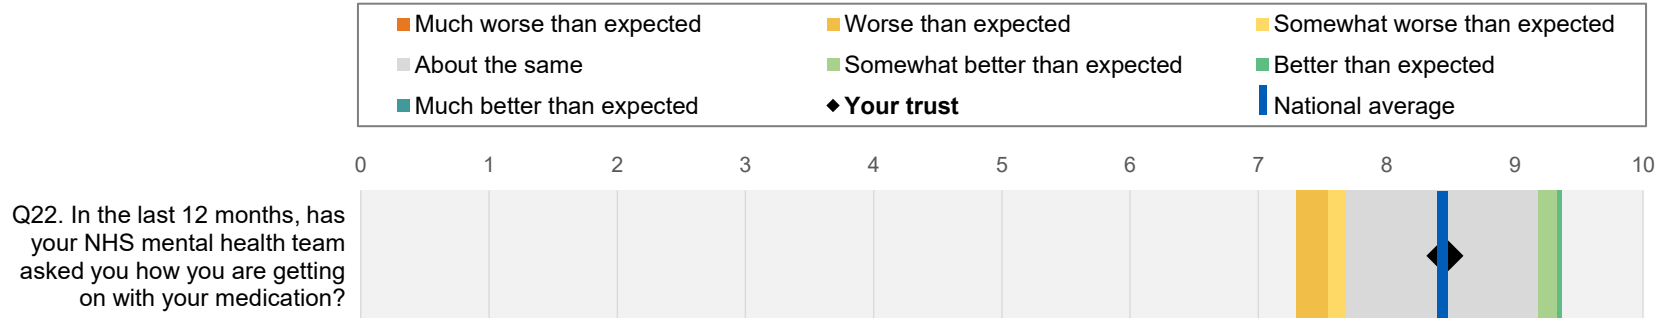 Much worse than expected
Worse than expected
Somewhat worse than expected
About the same
Somewhat better than expected
Better than expected
Much better than expected
Your trust
National average
0 1 2 3 4 5 6 7 8 9 10
Q22. In the last 12 months, has
your NHS mental health team
asked you how you are getting
on with your medication?